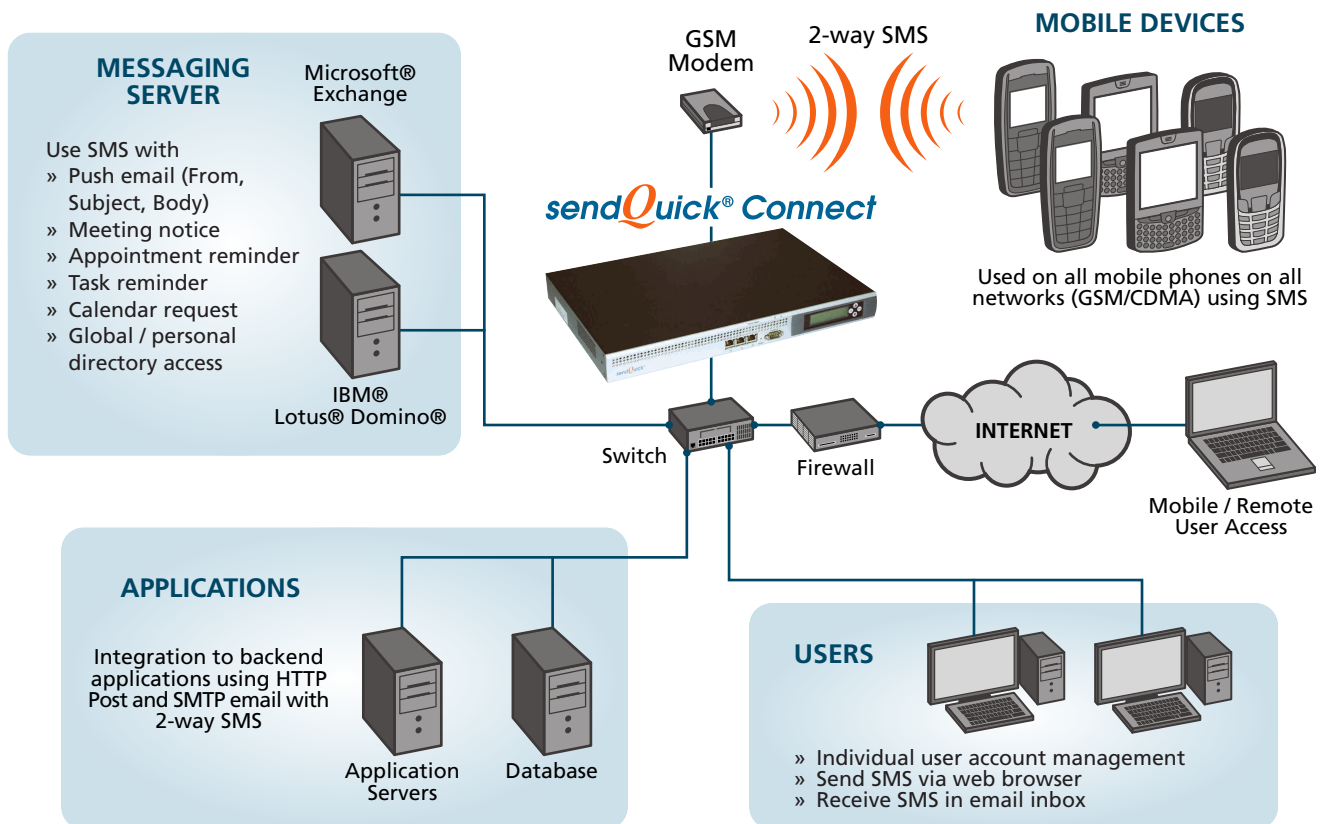 MESSAGING
SERVER
Microsoft®
Exchange
Use SMS with
» Push email (From,
Subject, Body)
» Meeting notice
» Appointment reminder
» Task reminder
» Calendar request
» Global / personal
directory access
IBM®
Lotus® Domino®
GSM
Modem
2-way SMS
MOBILE DEVICES
sendQuick® Connect
sendQuick
Used on all mobile phones on all
networks (GSM/CDMA) using SMS
Switch
Firewall
INTERNET
Mobile / Remote
User Access
APPLICATIONS
Integration to backend
applications using HTTP
Post and SMTP email with
2-way SMS
Application
Servers
Database
USERS
» Individual user account management
» Send SMS via web browser
» Receive SMS in email inbox